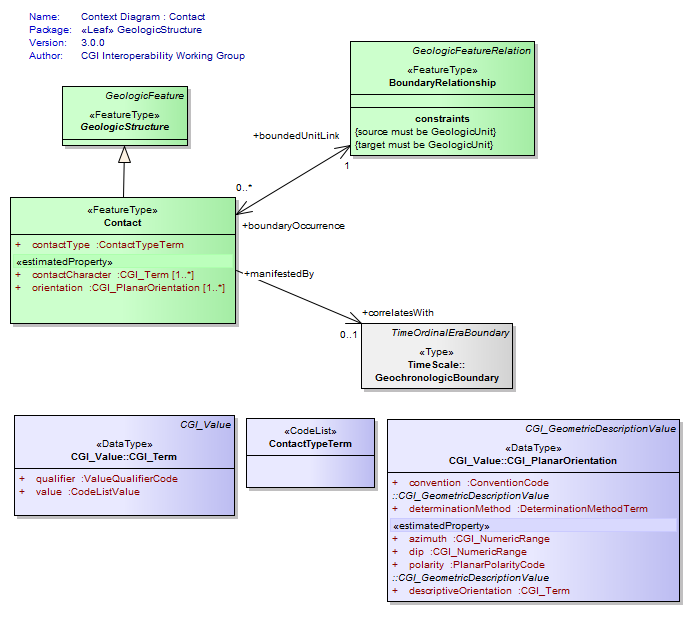 Name: Context Diagram : Contact
Package: «Leaf» GeologicStructure
Version: 3.0.0
Author: CGI Interoperability Working Group
GeologicFeature
«FeatureType»
GeologicStructure
GeologicFeatureRelation
«FeatureType»
BoundaryRelationship
constraints
{source must be GeologicUnit}
{target must be GeologicUnit}
+boundedUnitLink
1
0..*
+boundaryOccurrence
«FeatureType»
Contact
+ contactType :ContactTypeTerm
«estimatedProperty»
+ contactCharacter :CGI_Term [1..*]
+ orientation :CGI_PlanarOrientation [1..*]
+manifestedBy
+correlatesWith
0..1
TimeOrdinalEraBoundary
«Type»
TimeScale::
GeochronologicBoundary
CGI_Value
«DataType»
CGI_Value::CGI_Term
+ qualifier :ValueQualifierCode
+ value :CodeListValue
«CodeList»
ContactTypeTerm
CGI_GeometricDescriptionValue
«DataType»
CGI_Value::CGI_PlanarOrientation
+ convention :ConventionCode
::CGI_GeometricDescriptionValue
+ determinationMethod :DeterminationMethodTerm
«estimatedProperty»
+ azimuth :CGI_NumericRange
+ dip :CGI_NumericRange
+ polarity :PlanarPolarityCode
::CGI_GeometricDescriptionValue
+ descriptiveOrientation :CGI_Term